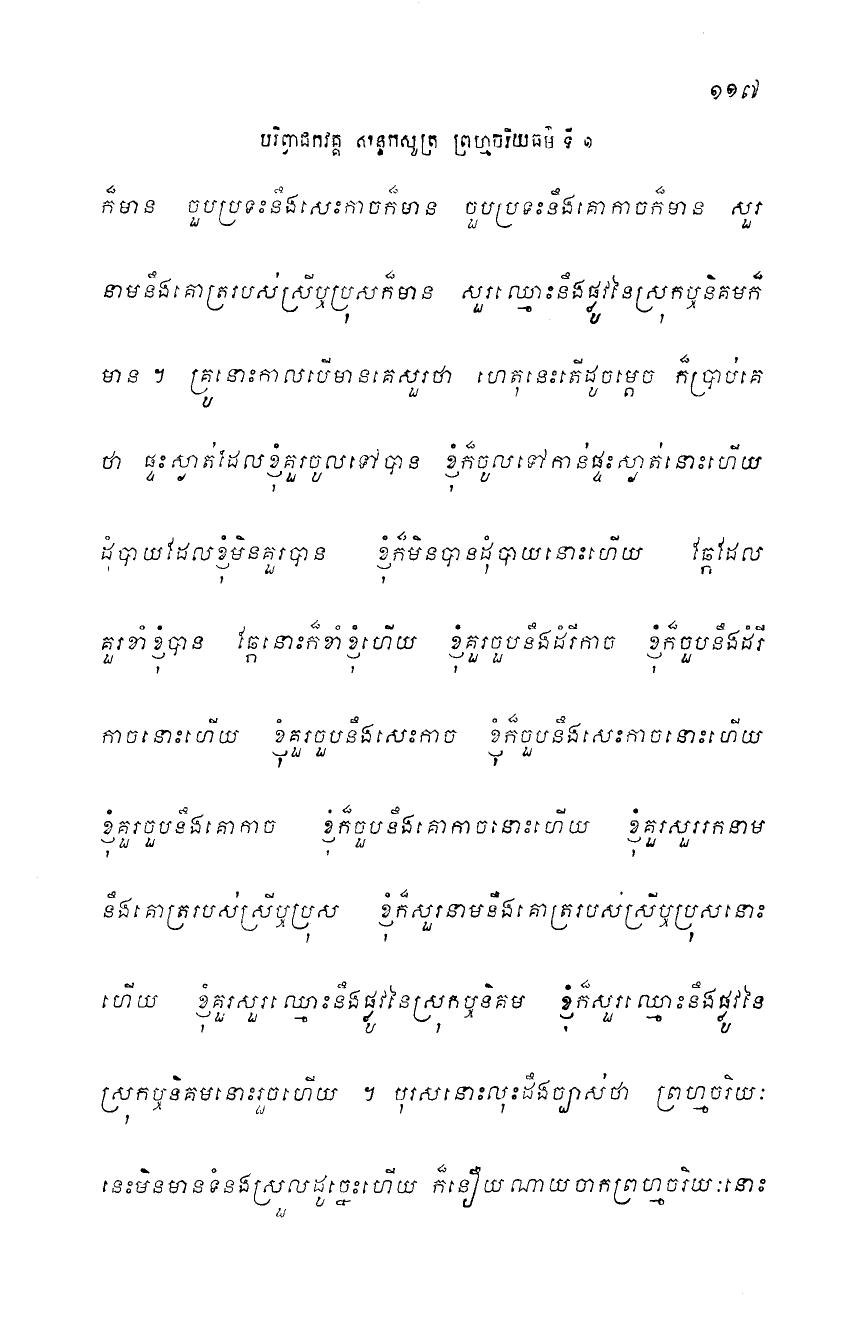 ១១៧
បរិព្វាជកវគ្គ សន្ទកសូត្រ ព្រហ្មចរិយធម៌ ទី ១
ក៏មាន ចួបប្រទះនឹងសេះកាចក៏មាន ចួបប្រទះនឹងគោកាចក៏មាន សួរ
នាមនឹងគោត្ររបស់ស្រីឬប្រុសក៏មាន សួរឈ្មោះនឹងផ្លូវនៃស្រុកឬនិគមក៏
មាន ។ គ្រូនោះកាលបើមានគេសួរថា ហេតុនេះតើដូចម្តេច ក៏ប្រាប់គេ
ថា ផ្ទះស្ងាត់ដែលខ្ញុំគួរចូលទៅបាន ខ្ញុំក៏ចូលទៅកាន់ផ្ទះស្ងាត់នោះហើយ
ដុំបាយដែលខ្ញុំមិនគួរបាន ខ្ញុំក៏មិនបានដុំបាយនោះហើយ ឆ្កែដែល
គួរខាំខ្ញុំបាន ឆ្កែនោះក៏ខាំខ្ញុំហើយ ខ្ញុំគួរចួបនឹងដំរីកាច ខ្ញុំក៏ចួបនឹងដំរី
កាចនោះហើយ ខ្ញុំគួរចួបនឹងសេះកាច ខ្ញុំក៏ចួបនឹងសេះកាចនោះហើយ
ខ្ញុំគួរចួបនឹងគោកាច ខ្ញុំក៏ចួបនឹងគោកាចនោះហើយ ខ្ញុំគួរសួររកនាម
នឹងគោត្ររបស់ស្រីឬប្រុស ខ្ញុំក៏សួរនាមនឹងគោត្ររបស់ស្រីឬប្រុសនោះ
ហើយ ខ្ញុំគួរសួរឈ្មោះនឹងផ្លូវនៃស្រុកឬនិគម ខ្ញុំក៏សួរឈ្មោះនឹងផ្លូវនៃ
ស្រុកឬនិគមនោះរួចហើយ ។ បុរសនោះលុះដឹងច្បាស់ថា ព្រហ្មចរិយៈ
នេះមិនមានទំនងស្រួលដូច្នេះហើយ ក៏នឿយណាយចាកព្រហ្មចរិយៈនោះ